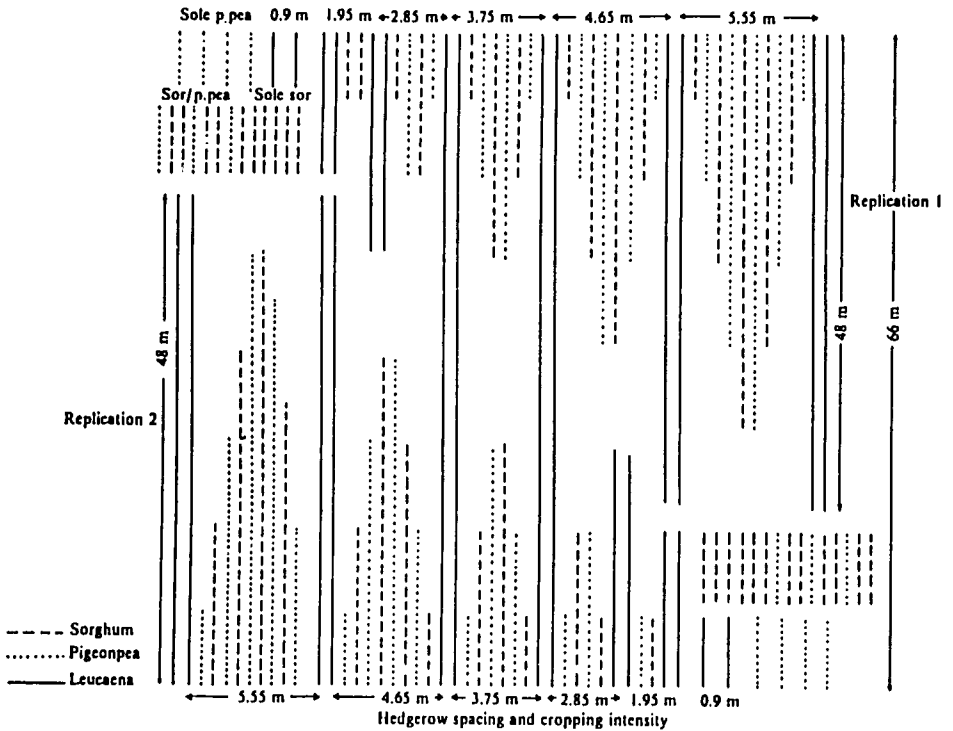 Sole p.pea 0.9 m 1.95 m 2.85 m 3.75 m 4.65 m 5.55 m
Sor/p.pea Sole sor
Replication 1
48 m
48 m
66 m
Replication 2
Sorghum
Pigeonpea
Leucaena
5.55 m 4.65 m 3.75 m 2.85 m 1.95 m 0.9 m
Hedgerow spacing and cropping intensity